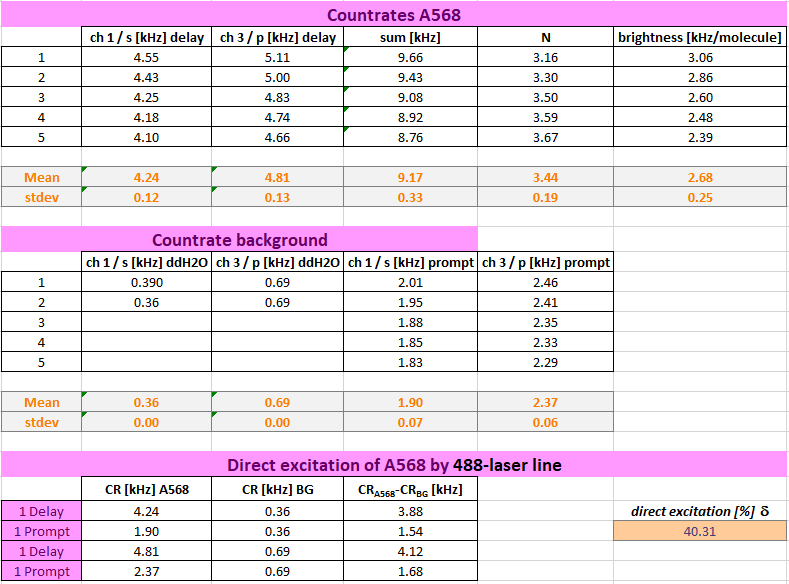 Countrates A568
ch 1 / s [kHz] delay ch 3 / p [kHz] delay sum [kHz] N brightness [kHz/molecule]
1 4.55 5.11 9.66 3.16 3.06
2 4.43 5.00 9.43 3.30 2.86
3 4.25 4.83 9.08 3.50 2.60
4 4.18 4.74 8.92 3.59 2.48
5 4.10 4.66 8.76 3.67 2.39
Mean 4.24 4.81 9.17 3.44 2.68
stdev 0.12 0.13 0.33 0.19 0.25
Countrate background
ch 1 / s [kHz] ddH2O ch 3 / p [kHz] ddH2O ch 1 / s [kHz] prompt ch 3 / p [kHz] prompt
1 0.390 0.69 2.01 2.46
2 0.36 0.69 1.95 2.41
3 1.88 2.35
4 1.85 2.33
5 1.83 2.29
Mean 0.36 0.69 1.90 2.37
stdev 0.00 0.00 0.07 0.06
Direct excitation of A568 by 488-laser line
CR [kHz] A568 CR [kHz] BG CRA568-CRBG [kHz]
1 Delay 4.24 0.36 3.88 direct excitation [%] δ
1 Prompt 1.90 0.36 1.54 40.31
1 Delay 4.81 0.69 4.12
1 Prompt 2.37 0.69 1.68